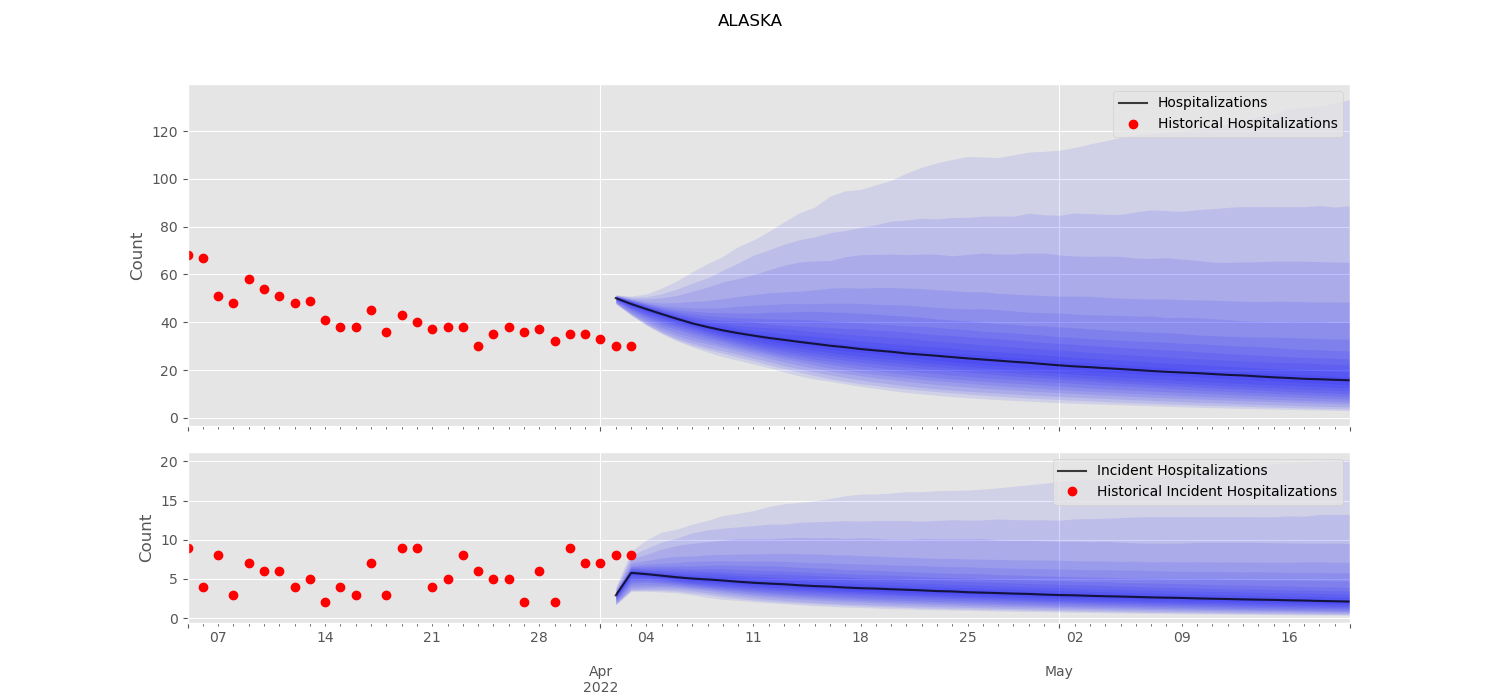 ALASKA
Hospitalizations
Historical Hospitalizations
Count
120
100
80
60
40
20
0
Incident Hospitalizations
Historical Incident Hospitalizations
Count
20
15
10
5
0
07 14 21 28 04 11 18 25 02 09 16
Apr May
2022